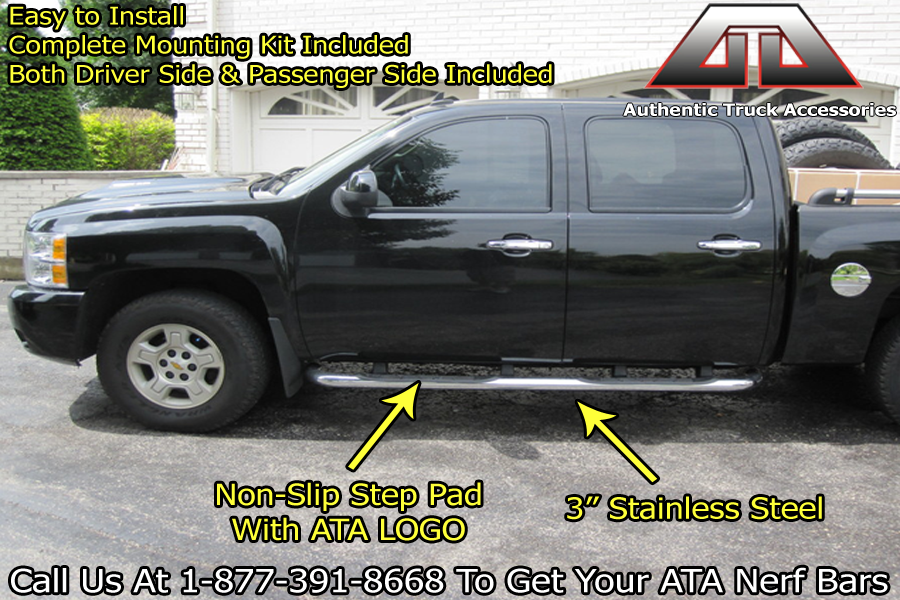 Easy to Install
Complete Mounting Kit Included
Both Driver Side & Passenger Side Included
ATA
Authentic Truck Accessories
Non-Slip Step Pad
With ATA LOGO
3” Stainless Steel
Call Us At 1-877-391-8668 To Get Your ATA Nerf Bars